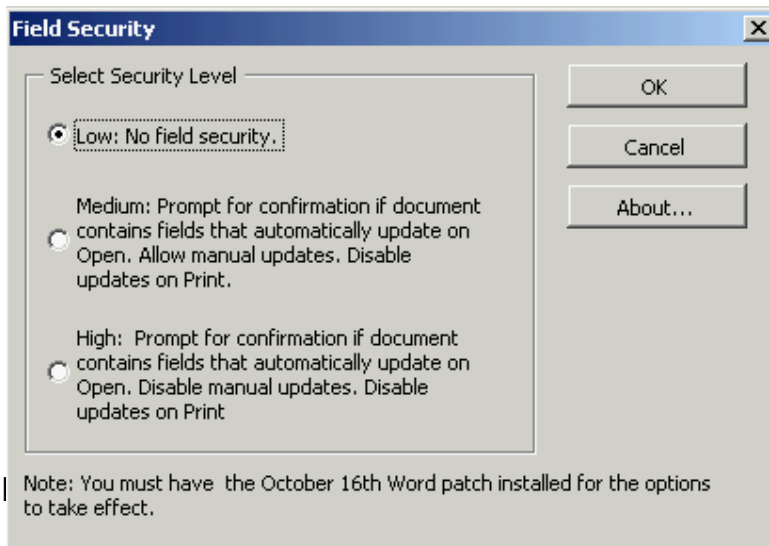 Field Security
Select Security Level
OK
Low: No field security.
Cancel
Medium: Prompt for confirmation if document
contains fields that automatically update on
Open. Allow manual updates. Disable
updates on Print.
About...
High:  Prompt for confirmation if document
contains fields that automatically update on
Open. Disable manual updates. Disable
updates on Print
Note: You must have  the October 16th Word patch installed for the options
to take effect.